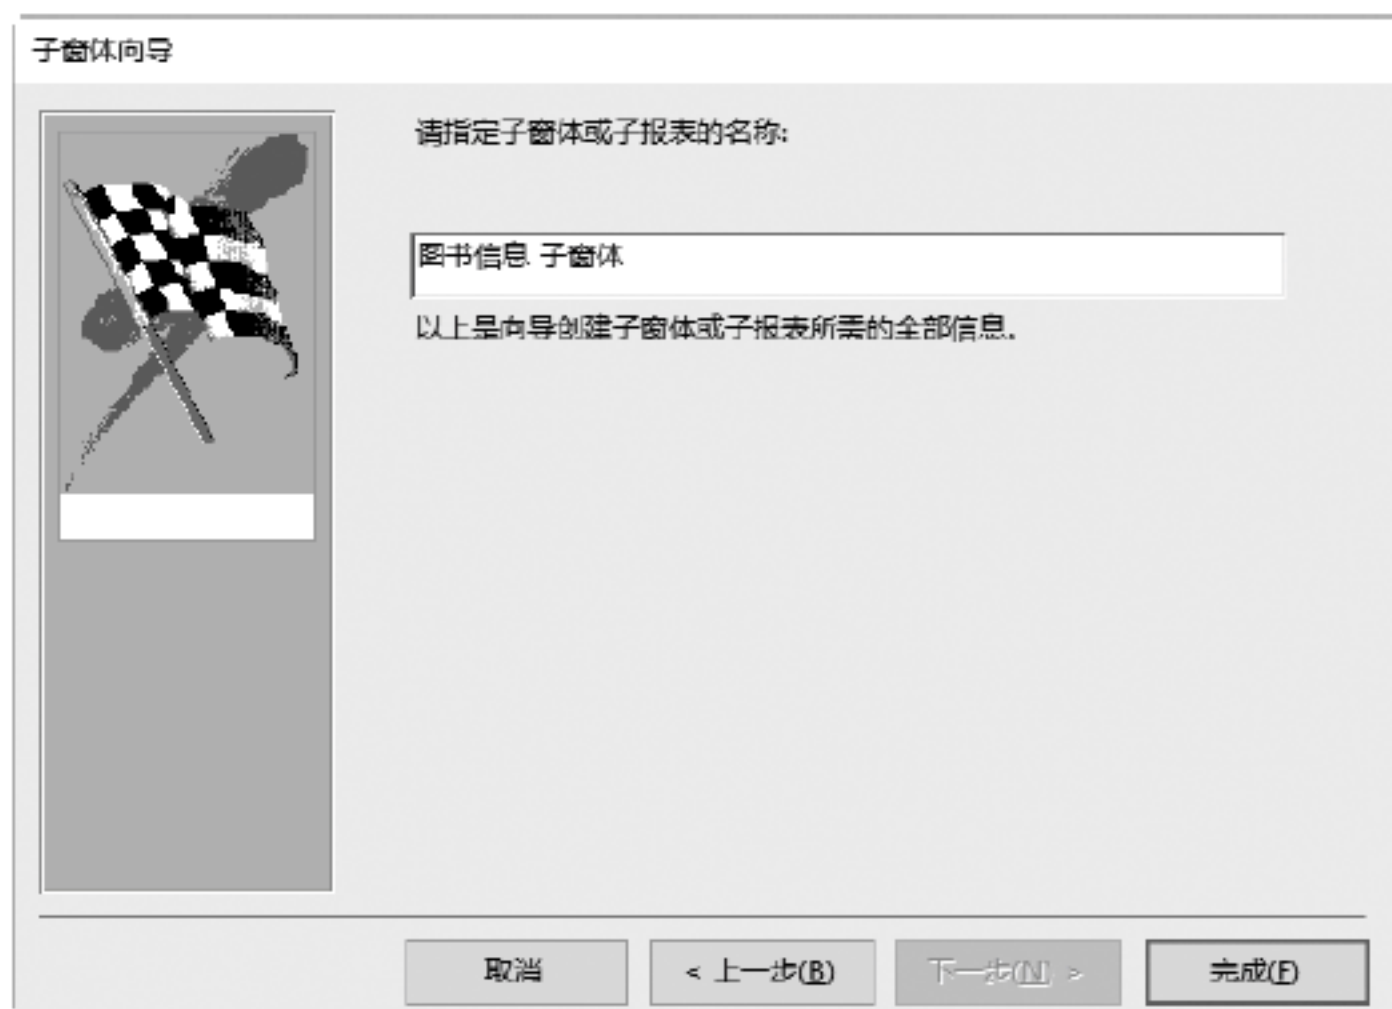 子窗体向导
请指定子窗体或子报表的名称:
图书信息 子窗体
以上是向导创建子窗体或子报表所需的全部信息。
取消
< 上一步(B)
下一步(N) >
完成(F)